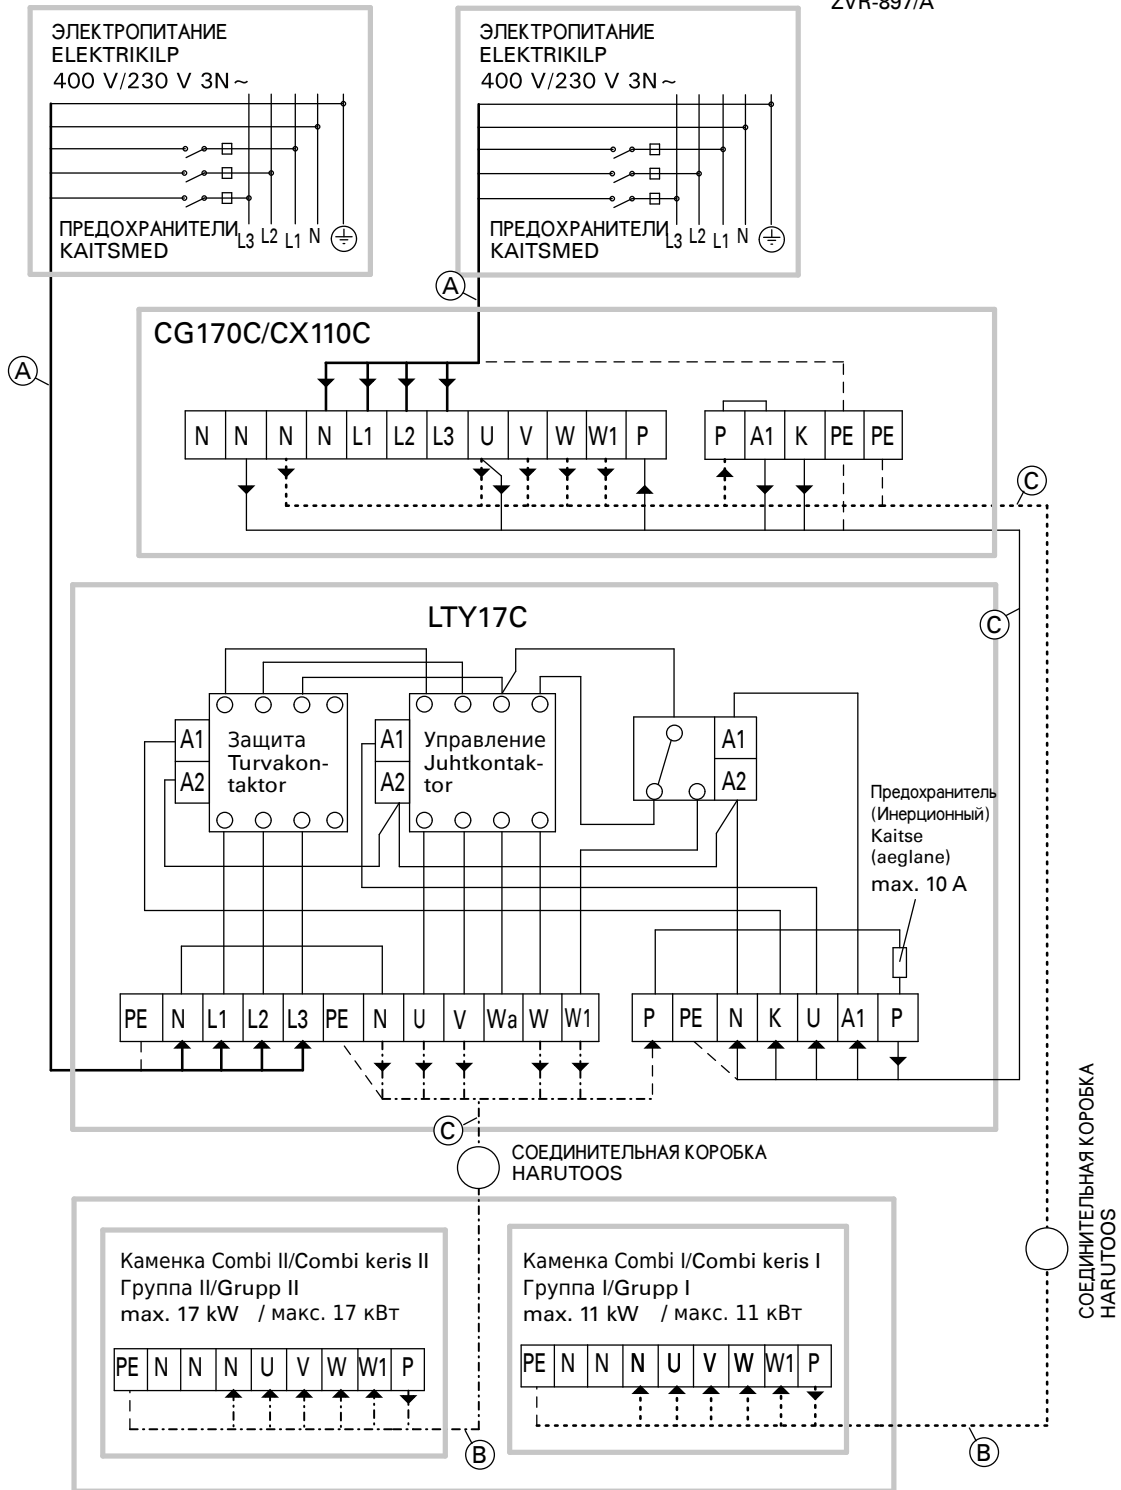 ZVR-897/A
ЭЛЕКТРОПИТАНИЕ
ELEKTRIKILP
400 V/230 V 3N~
ПРЕДОХРАНИТЕЛИ
KAITSMED
L3 L2 L1 N
ЭЛЕКТРОПИТАНИЕ
ELEKTRIKILP
400 V/230 V 3N~
ПРЕДОХРАНИТЕЛИ
KAITSMED
L3 L2 L1 N
A
A
CG170C/CX110C
N N N N L1 L2 L3 U V W W1 P
P A1 K PE PE
C
LTY17C
C
A1
A2
Защита
Turvakon-
taktor
A1
A2
Управление
Juhtkontak-
tor
A1
A2
Предохранитель
(Инерционный)
Kaitse
(aeglane)
max. 10 A
PE N L1 L2 L3 PE N U V Wa W W1
P PE N K U A1 P
C
СОЕДИНИТЕЛЬНАЯ КОРОБКА
HARUTOOS
СОЕДИНИТЕЛЬНАЯ КОРОБКА
HARUTOOS
Каменка Combi II/Combi keris II
Группа II/Grupp II
max. 17 kW / макс. 17 кВт
PE N N N U V W W1 P
B
Каменка Combi I/Combi keris I
Группа I/Grupp I
max. 11 kW / макс. 11 кВт
PE N N N U V W W1 P
B